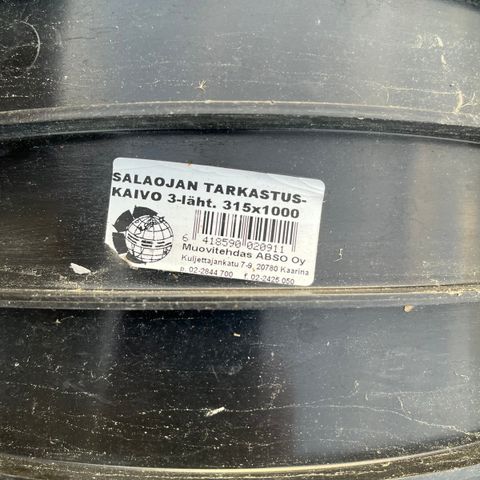 SALAOJAN TARKASTUS-
KAIVO 3-läht. 315x1000
6 418590 020911
Muovitehdas ABSO Oy
Kuljettajankatu 7-9, 20780 Kaarina
p. 02-2844 700 f. 02-2425 050